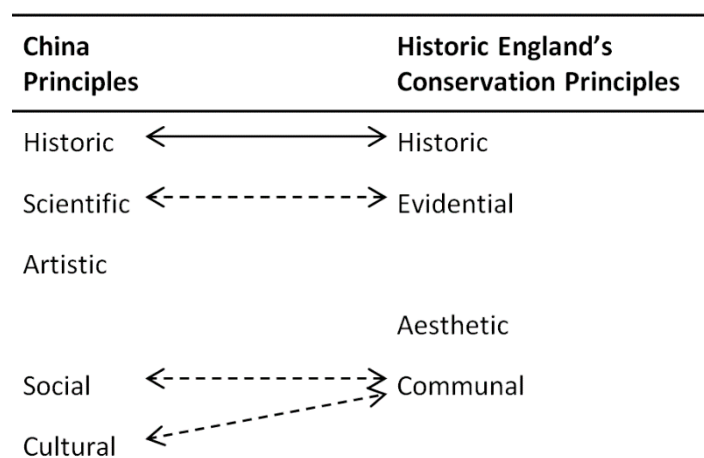 China Principles
Historic England's Conservation Principles
Historic Historic
Scientific Evidential
Artistic
Aesthetic
Social Communal
Cultural